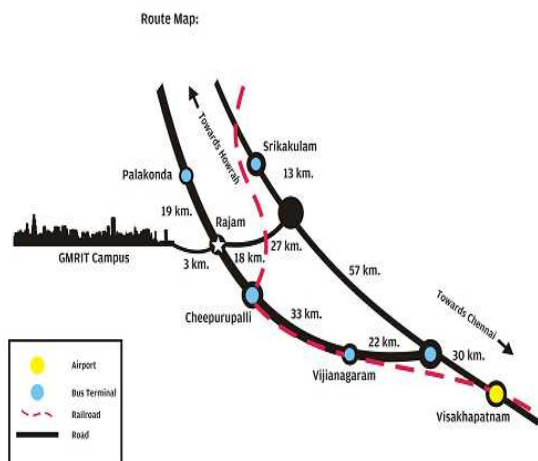 Route Map:
Towards Howrah
Srikakulam
13 km.
Palakonda
19 km.
Rajam
27 km.
GMRIT Campus
3 km.
18 km.
57 km.
Cheepurupalli
33 km.
Towards Chennai
22 km.
30 km.
Vijianagaram
Visakhapatnam
Airport
Bus Terminal
Railroad
Road